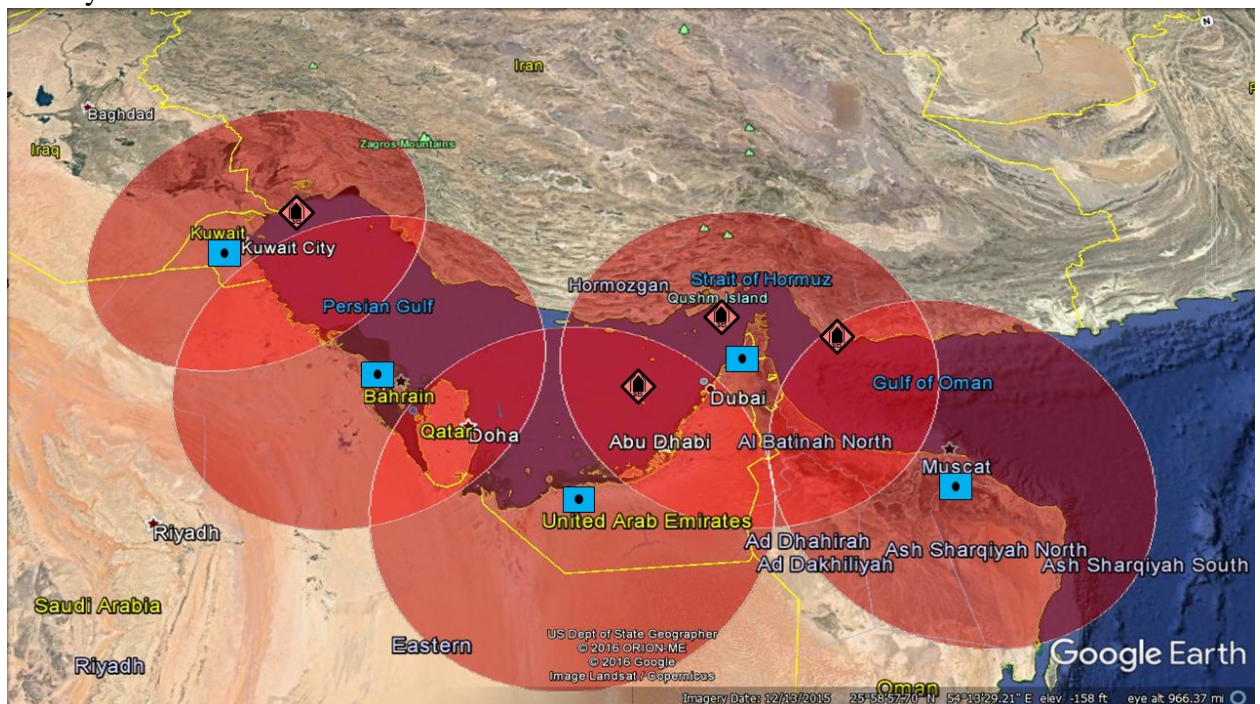 N
Iran
Baghdad
Iraq
Zagros Mountains
Kuwait
Kuwait City
Persian Gulf
Hormozgan
Strait of Hormuz
Qushm Island
Bahrain
Qatar
Doha
Dubai
Gulf of Oman
Abu Dhabi
Al Batinah North
Muscat
United Arab Emirates
Riyadh
Ad Dhahirah
Ash Sharqiyah North
Ad Dakhiliyah
Ash Sharqiyah South
Saudi Arabia
Eastern
Riyadh
US Dept of State Geographer
© 2016 ORION-ME
© 2016 Google
Image Landsat / Copernicus
Google Earth
Oman
Imagery Date: 12/13/2015 25°58'57.70" N 54°13'29.21" E elev -158 ft eye alt 966.37 mi